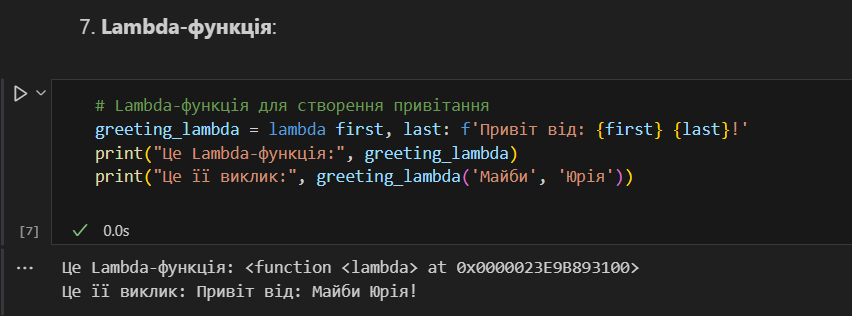 7. Lambda-функція:
# Lambda-функція для створення привітання
greeting_lambda = lambda first, last: f'Привіт від: {first} {last}!'
print("Це Lambda-функція:", greeting_lambda)
print("Це її виклик:", greeting_lambda('Майби', 'Юрія'))
[7] 0.0s
... Це Lambda-функція: <function <lambda> at 0x0000023E9B893100>
Це її виклик: Привіт від: Майби Юрія!